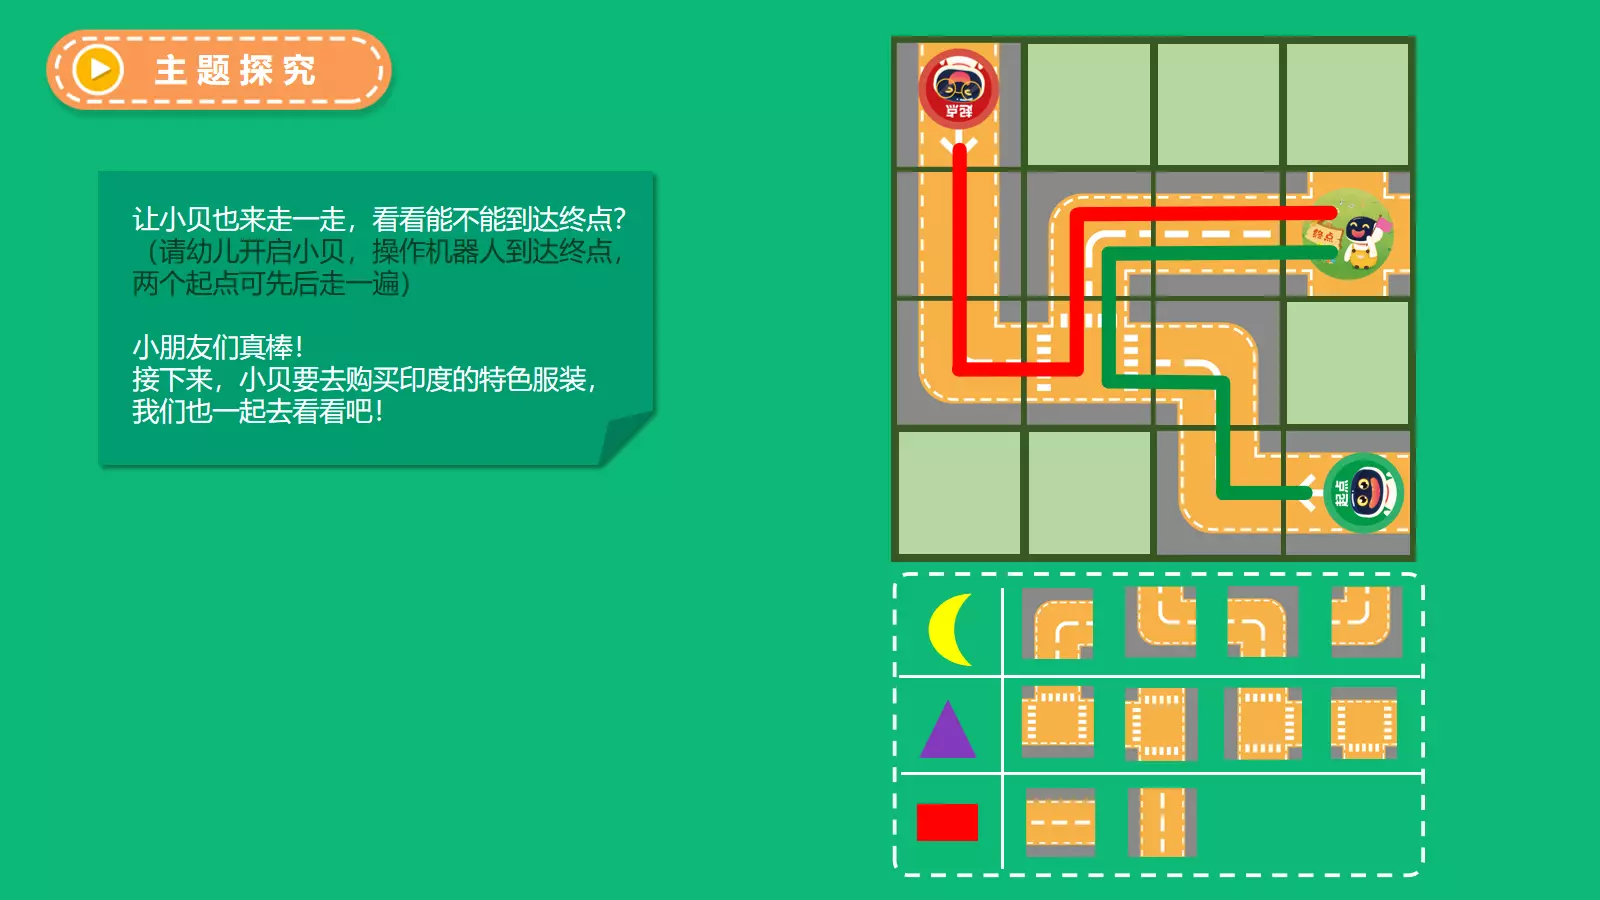 主题探究
让小贝也来走一走，看看能不能到达终点？
（请幼儿开启小贝，操作机器人到达终点，
两个起点可先后走一遍）
小朋友们真棒！
接下来，小贝要去购买印度的特色服装，
我们也一起去看看吧！
起点
终点
起点